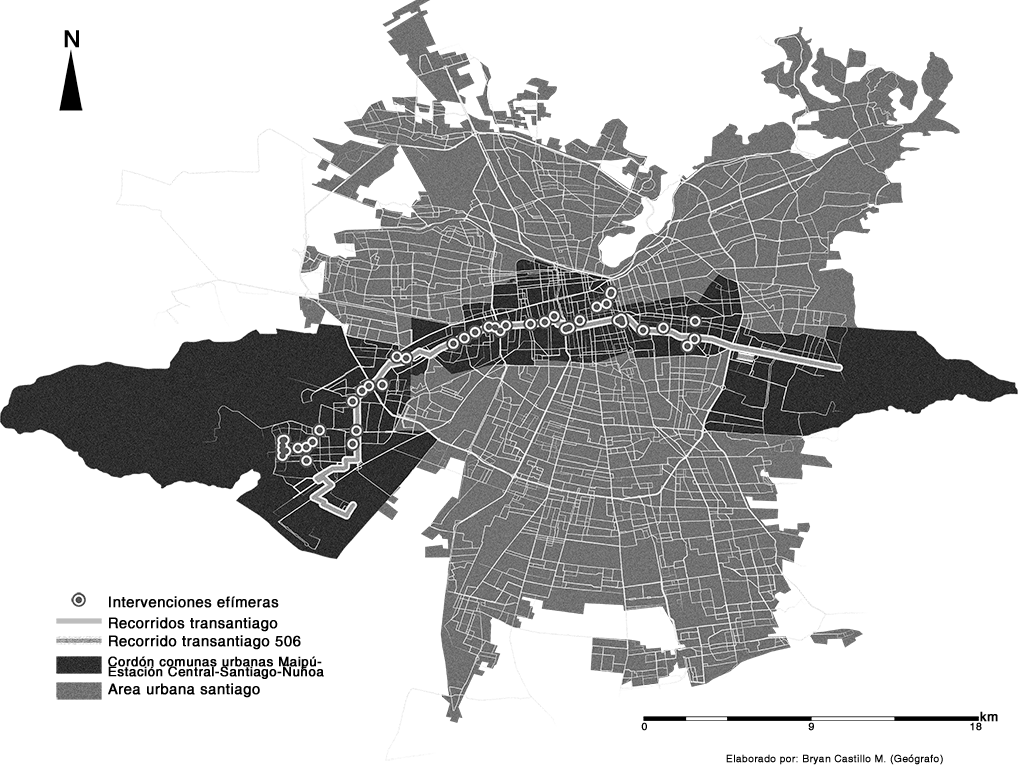 N
Intervenciones efímeras
Recorridos transantiago
Recorrido transantiago 506
Cordón comunas urbanas Maipú-
Estación Central-Santiago-Nuñoa
Area urbana santiago
km
0 9 18
Elaborado por: Bryan Castillo M. (Geógrafo)